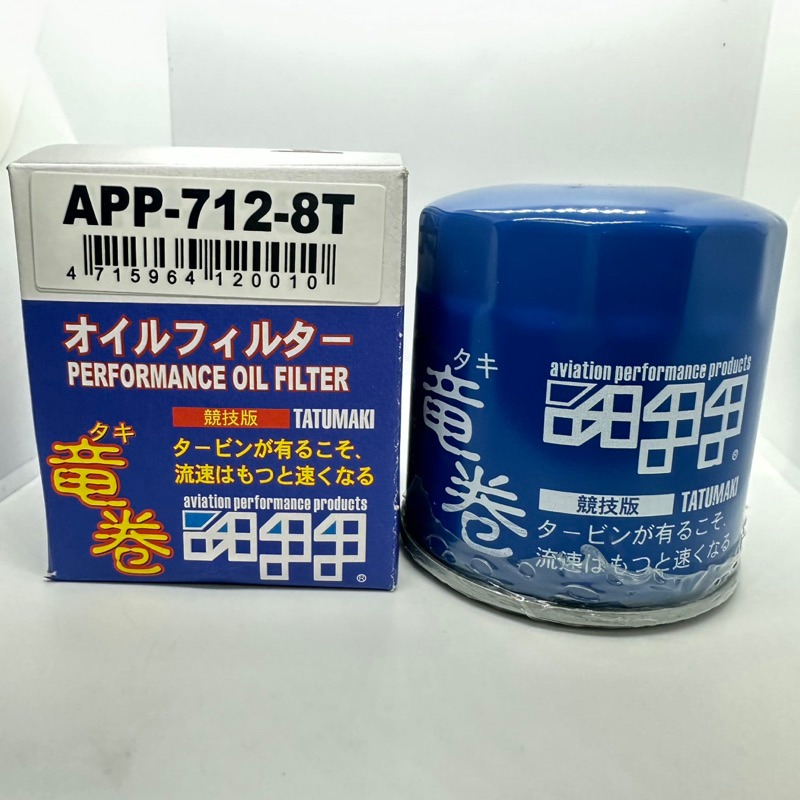 APP-712-8T
4 715964 120010
オイルフィルター
PERFORMANCE OIL FILTER
競技版 TATUMAKI
タキ
竜巻
タービンが有るこそ、
流速はもつと速くなる
aviation performance products
app
®
タキ
竜巻
aviation performance products
app
®
競技版 TATUMAKI
タービンが有るこそ、
流速はもつと速くなる